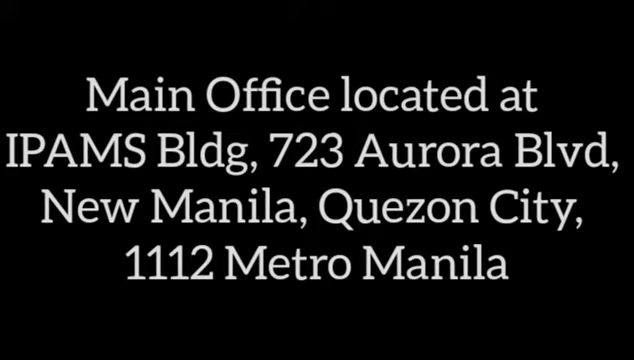 Main Office located at
IPAMS Bldg, 723 Aurora Blvd,
New Manila, Quezon City,
1112 Metro Manila